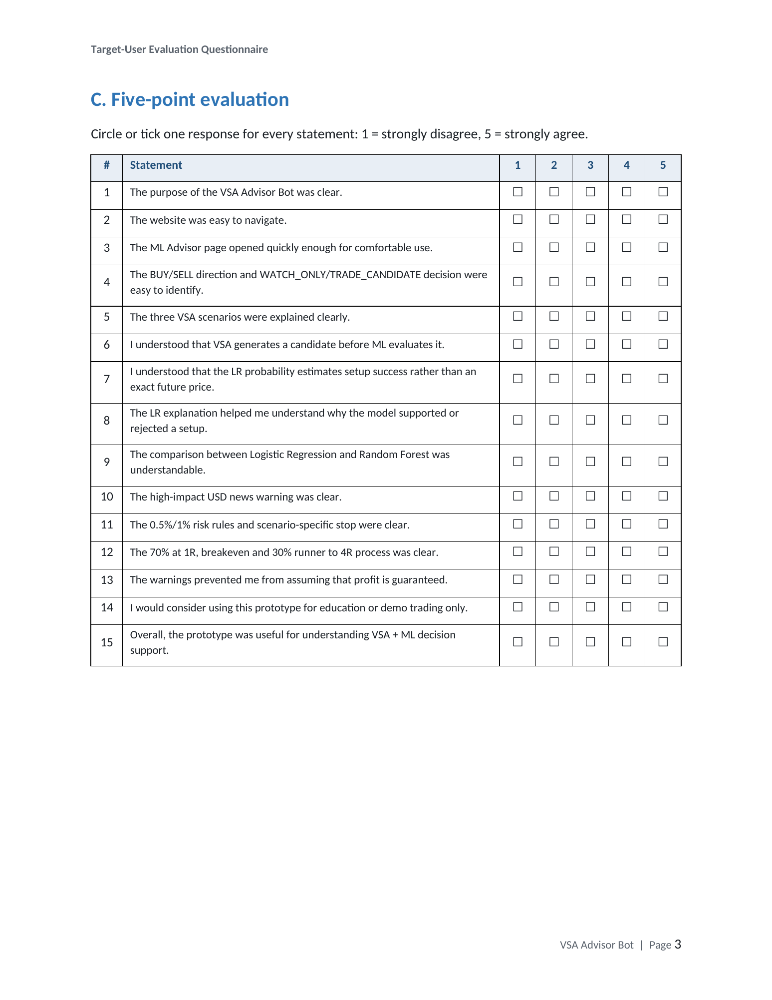 Target-User Evaluation Questionnaire
C. Five-point evaluation
Circle or tick one response for every statement: 1 = strongly disagree, 5 = strongly agree.
# Statement 1 2 3 4 5
1 The purpose of the VSA Advisor Bot was clear. ☐ ☐ ☐ ☐ ☐
2 The website was easy to navigate. ☐ ☐ ☐ ☐ ☐
3 The ML Advisor page opened quickly enough for comfortable use. ☐ ☐ ☐ ☐ ☐
4 The BUY/SELL direction and WATCH_ONLY/TRADE_CANDIDATE decision were
easy to identify. ☐ ☐ ☐ ☐ ☐
5 The three VSA scenarios were explained clearly. ☐ ☐ ☐ ☐ ☐
6 I understood that VSA generates a candidate before ML evaluates it. ☐ ☐ ☐ ☐ ☐
7 I understood that the LR probability estimates setup success rather than an
exact future price. ☐ ☐ ☐ ☐ ☐
8 The LR explanation helped me understand why the model supported or
rejected a setup. ☐ ☐ ☐ ☐ ☐
9 The comparison between Logistic Regression and Random Forest was
understandable. ☐ ☐ ☐ ☐ ☐
10 The high-impact USD news warning was clear. ☐ ☐ ☐ ☐ ☐
11 The 0.5%/1% risk rules and scenario-specific stop were clear. ☐ ☐ ☐ ☐ ☐
12 The 70% at 1R, breakeven and 30% runner to 4R process was clear. ☐ ☐ ☐ ☐ ☐
13 The warnings prevented me from assuming that profit is guaranteed. ☐ ☐ ☐ ☐ ☐
14 I would consider using this prototype for education or demo trading only. ☐ ☐ ☐ ☐ ☐
15 Overall, the prototype was useful for understanding VSA + ML decision
support. ☐ ☐ ☐ ☐ ☐
VSA Advisor Bot | Page 3